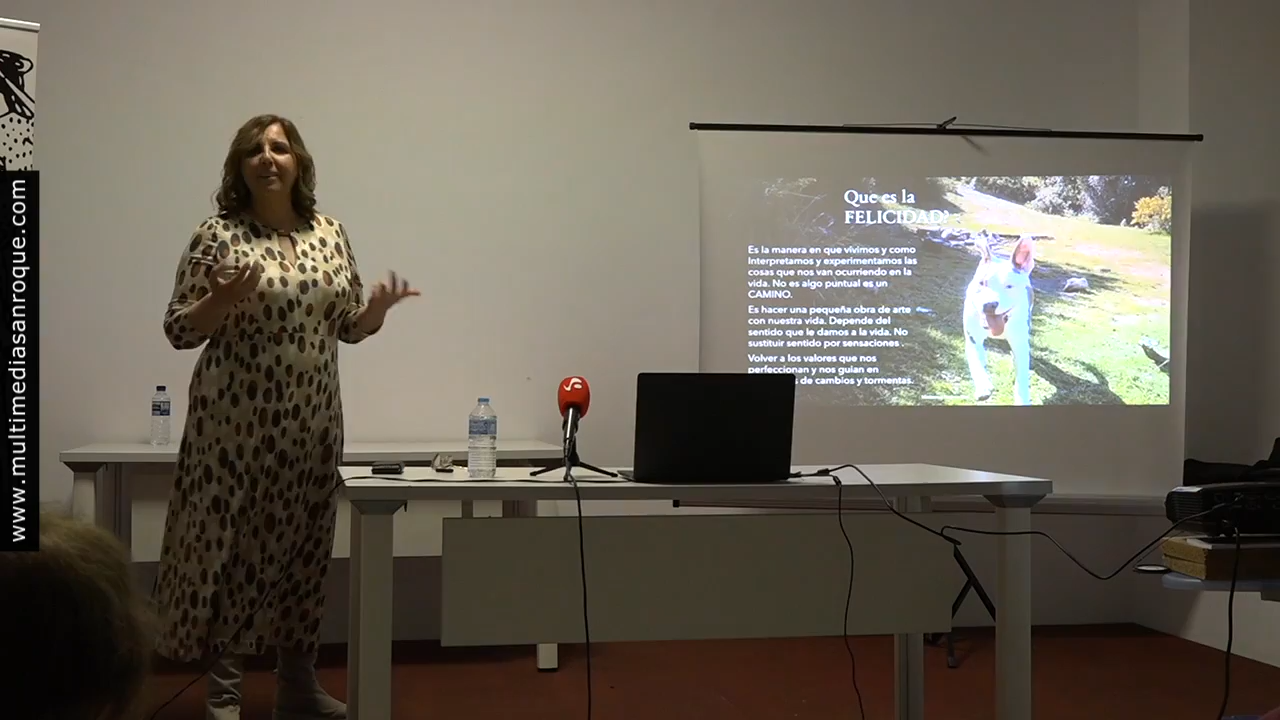 www.multimediasanroque.com
Que es la
FELICIDAD?
Es la manera en que vivimos y como
Interpretamos y experimentamos las
cosas que nos van ocurriendo en la
vida. No es algo puntual es un
CAMINO.
Es hacer una pequeña obra de arte
con nuestra vida. Depende del
sentido que le damos a la vida. No
sustituir sentido por sensaciones .
Volver a los valores que nos
perfeccionan y nos guian en
de cambios y tormentas.